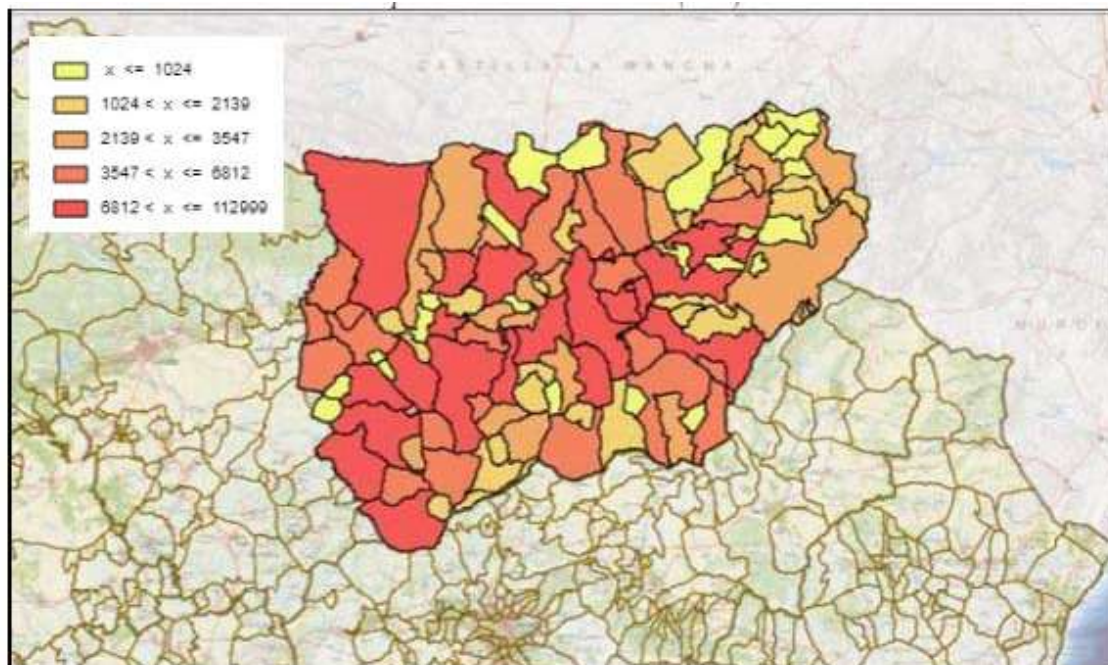 x <= 1024
1024 < x <= 2139
2139 < x <= 3547
3547 < x <= 6812
6812 < x <= 112999
CASTILLA-LA MANCHA